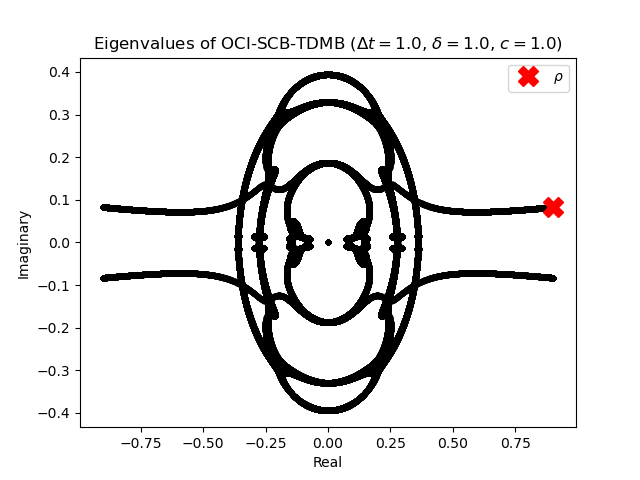 Eigenvalues of OCI-SCB-TDMB (Δt = 1.0, δ = 1.0, c = 1.0)
ρ
0.4
0.3
0.2
0.1
0.0
−0.1
−0.2
−0.3
−0.4
Imaginary
−0.75 −0.50 −0.25 0.00 0.25 0.50 0.75
Real